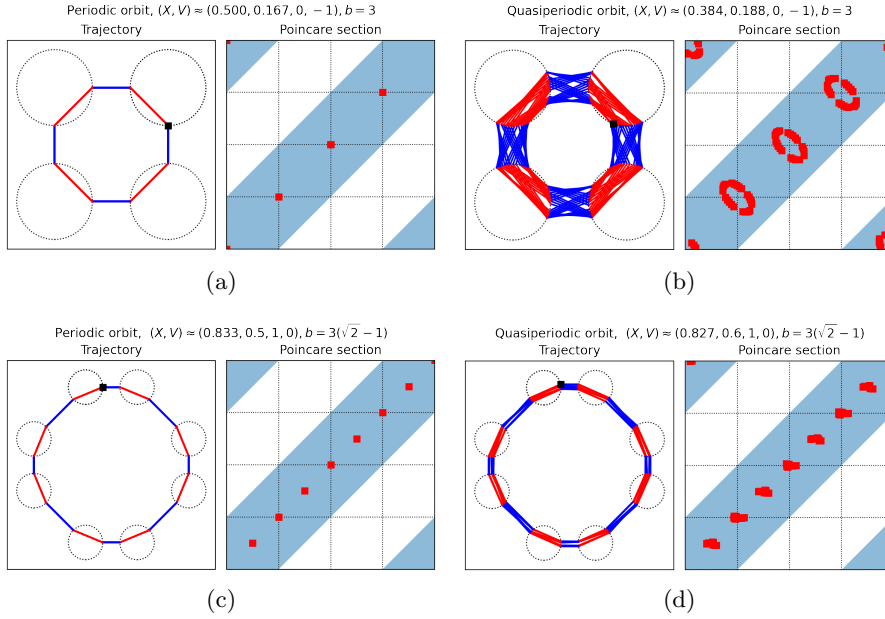 Periodic orbit, (X, V) ≈ (0.500, 0.167, 0, −1), b = 3
Trajectory
Poincare section
(a)
Quasiperiodic orbit, (X, V) ≈ (0.384, 0.188, 0, −1), b = 3
Trajectory
Poincare section
(b)
Periodic orbit, (X, V) ≈ (0.833, 0.5, 1, 0), b = 3(√2 − 1)
Trajectory
Poincare section
(c)
Quasiperiodic orbit, (X, V) ≈ (0.827, 0.6, 1, 0), b = 3(√2 − 1)
Trajectory
Poincare section
(d)